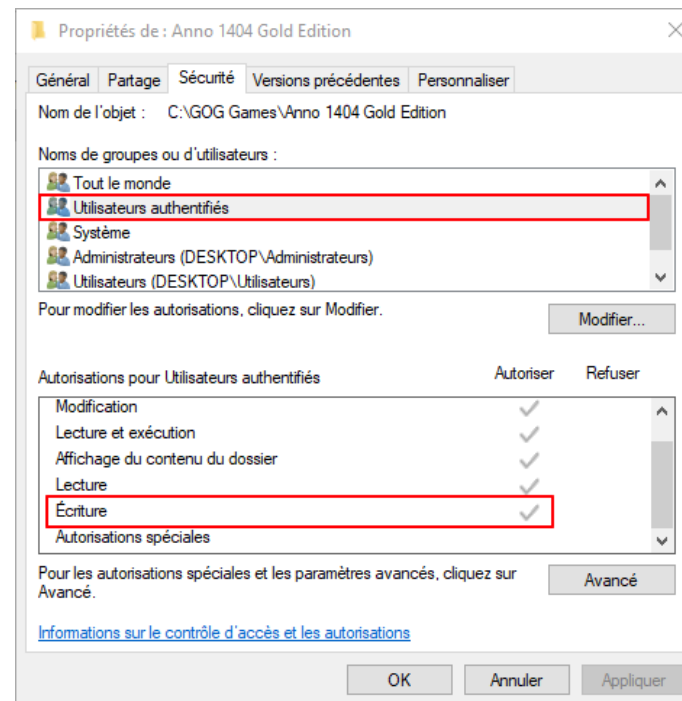 Propriétés de : Anno 1404 Gold Edition
Général Partage Sécurité Versions précédentes Personnaliser
Nom de l'objet : C:\GOG Games\Anno 1404 Gold Edition
Noms de groupes ou d'utilisateurs :
Tout le monde
Utilisateurs authentifiés
Système
Administrateurs (DESKTOP\Administrateurs)
Utilisateurs (DESKTOP\Utilisateurs)
Pour modifier les autorisations, cliquez sur Modifier.
Modifier...
Autorisations pour Utilisateurs authentifiés Autoriser Refuser
Modification
Lecture et exécution
Affichage du contenu du dossier
Lecture
Écriture
Autorisations spéciales
Pour les autorisations spéciales et les paramètres avancés, cliquez sur
Avancé.
Avancé
Informations sur le contrôle d'accès et les autorisations
OK Annuler Appliquer